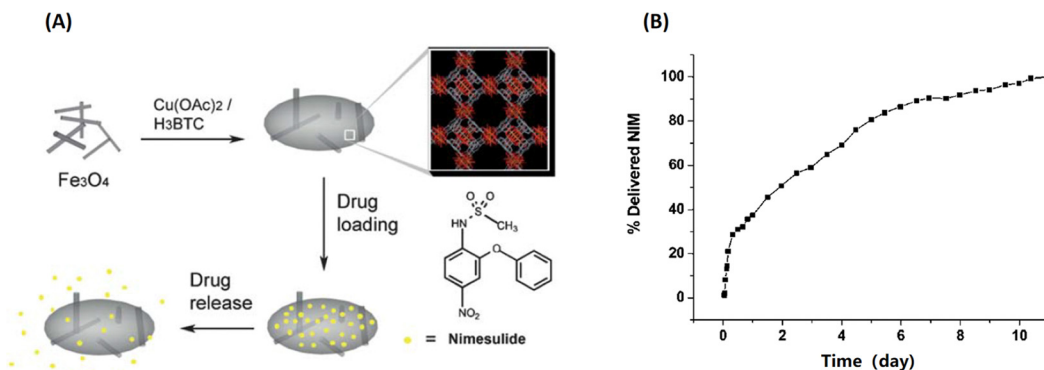 (A)
Cu(OAc)2 /
H3BTC
Fe3O4
Drug
loading
O O
S
HN
CH3
O
NO2
Drug
release
= Nimesulide
(B)
% Delivered NIM
100
80
60
40
20
0
0 2 4 6 8 10
Time (day)